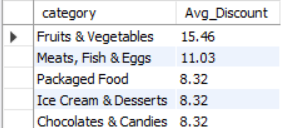 category Avg_Discount
Fruits & Vegetables 15.46
Meats, Fish & Eggs 11.03
Packaged Food 8.32
Ice Cream & Desserts 8.32
Chocolates & Candies 8.32